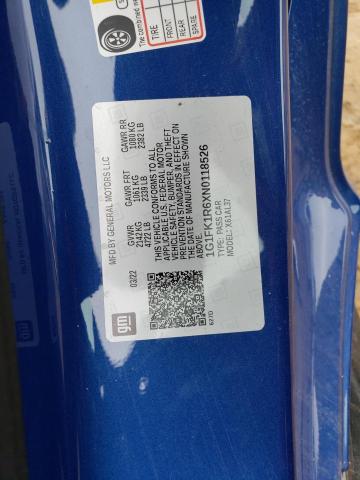 MFD BY GENERAL MOTORS LLC
03/22
GVWR
2142 KG
4722 LB
GAWR FRT
1061 KG
2339 LB
GAWR RR
1080 KG
2382 LB
THIS VEHICLE CONFORMS TO ALL
APPLICABLE U.S. FEDERAL MOTOR
VEHICLE SAFETY, BUMPER, AND THEFT
PREVENTION STANDARDS IN EFFECT ON
THE DATE OF MANUFACTURE SHOWN
ABOVE.
1G1FK1R6XN0118526
TYPE: PASS CAR
MODEL: X61AL37
gm
The combined
TIRE
FRONT
REAR
SPARE